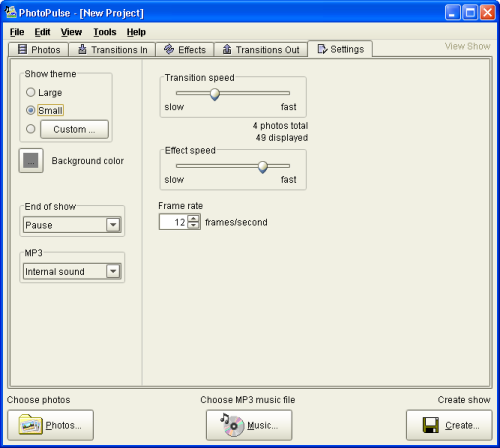 PhotoPulse - [New Project]
File Edit View Tools Help
Photos Transitions In Effects Transitions Out Settings View Show
Show theme
Large
Small
Custom ...
... Background color
End of show
Pause
MP3
Internal sound
Transition speed
slow fast
4 photos total
49 displayed
Effect speed
slow fast
Frame rate
12 frames/second
Choose photos Choose MP3 music file Create show
Photos... Music... Create...